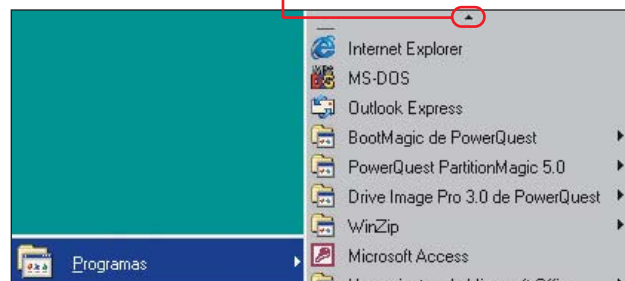 Internet Explorer
MS-DOS
Outlook Express
BootMagic de PowerQuest
PowerQuest PartitionMagic 5.0
Drive Image Pro 3.0 de PowerQuest
WinZip
Programas
Microsoft Access